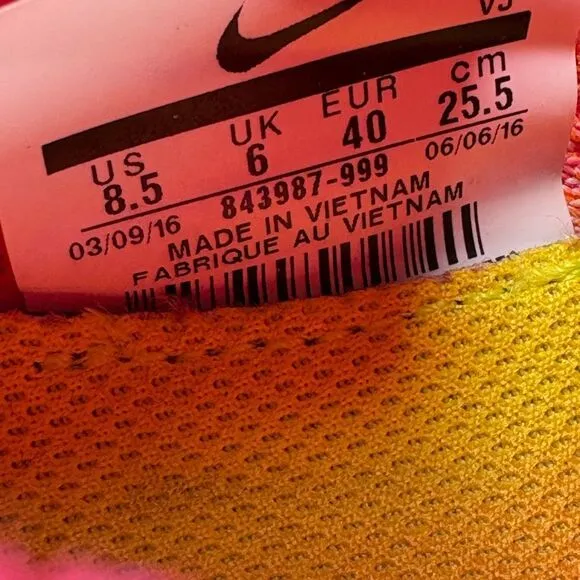 VJ
US UK EUR cm
8.5 6 40 25.5
843987-999
03/09/16 06/06/16
MADE IN VIETNAM
FABRIQUE AU VIETNAM